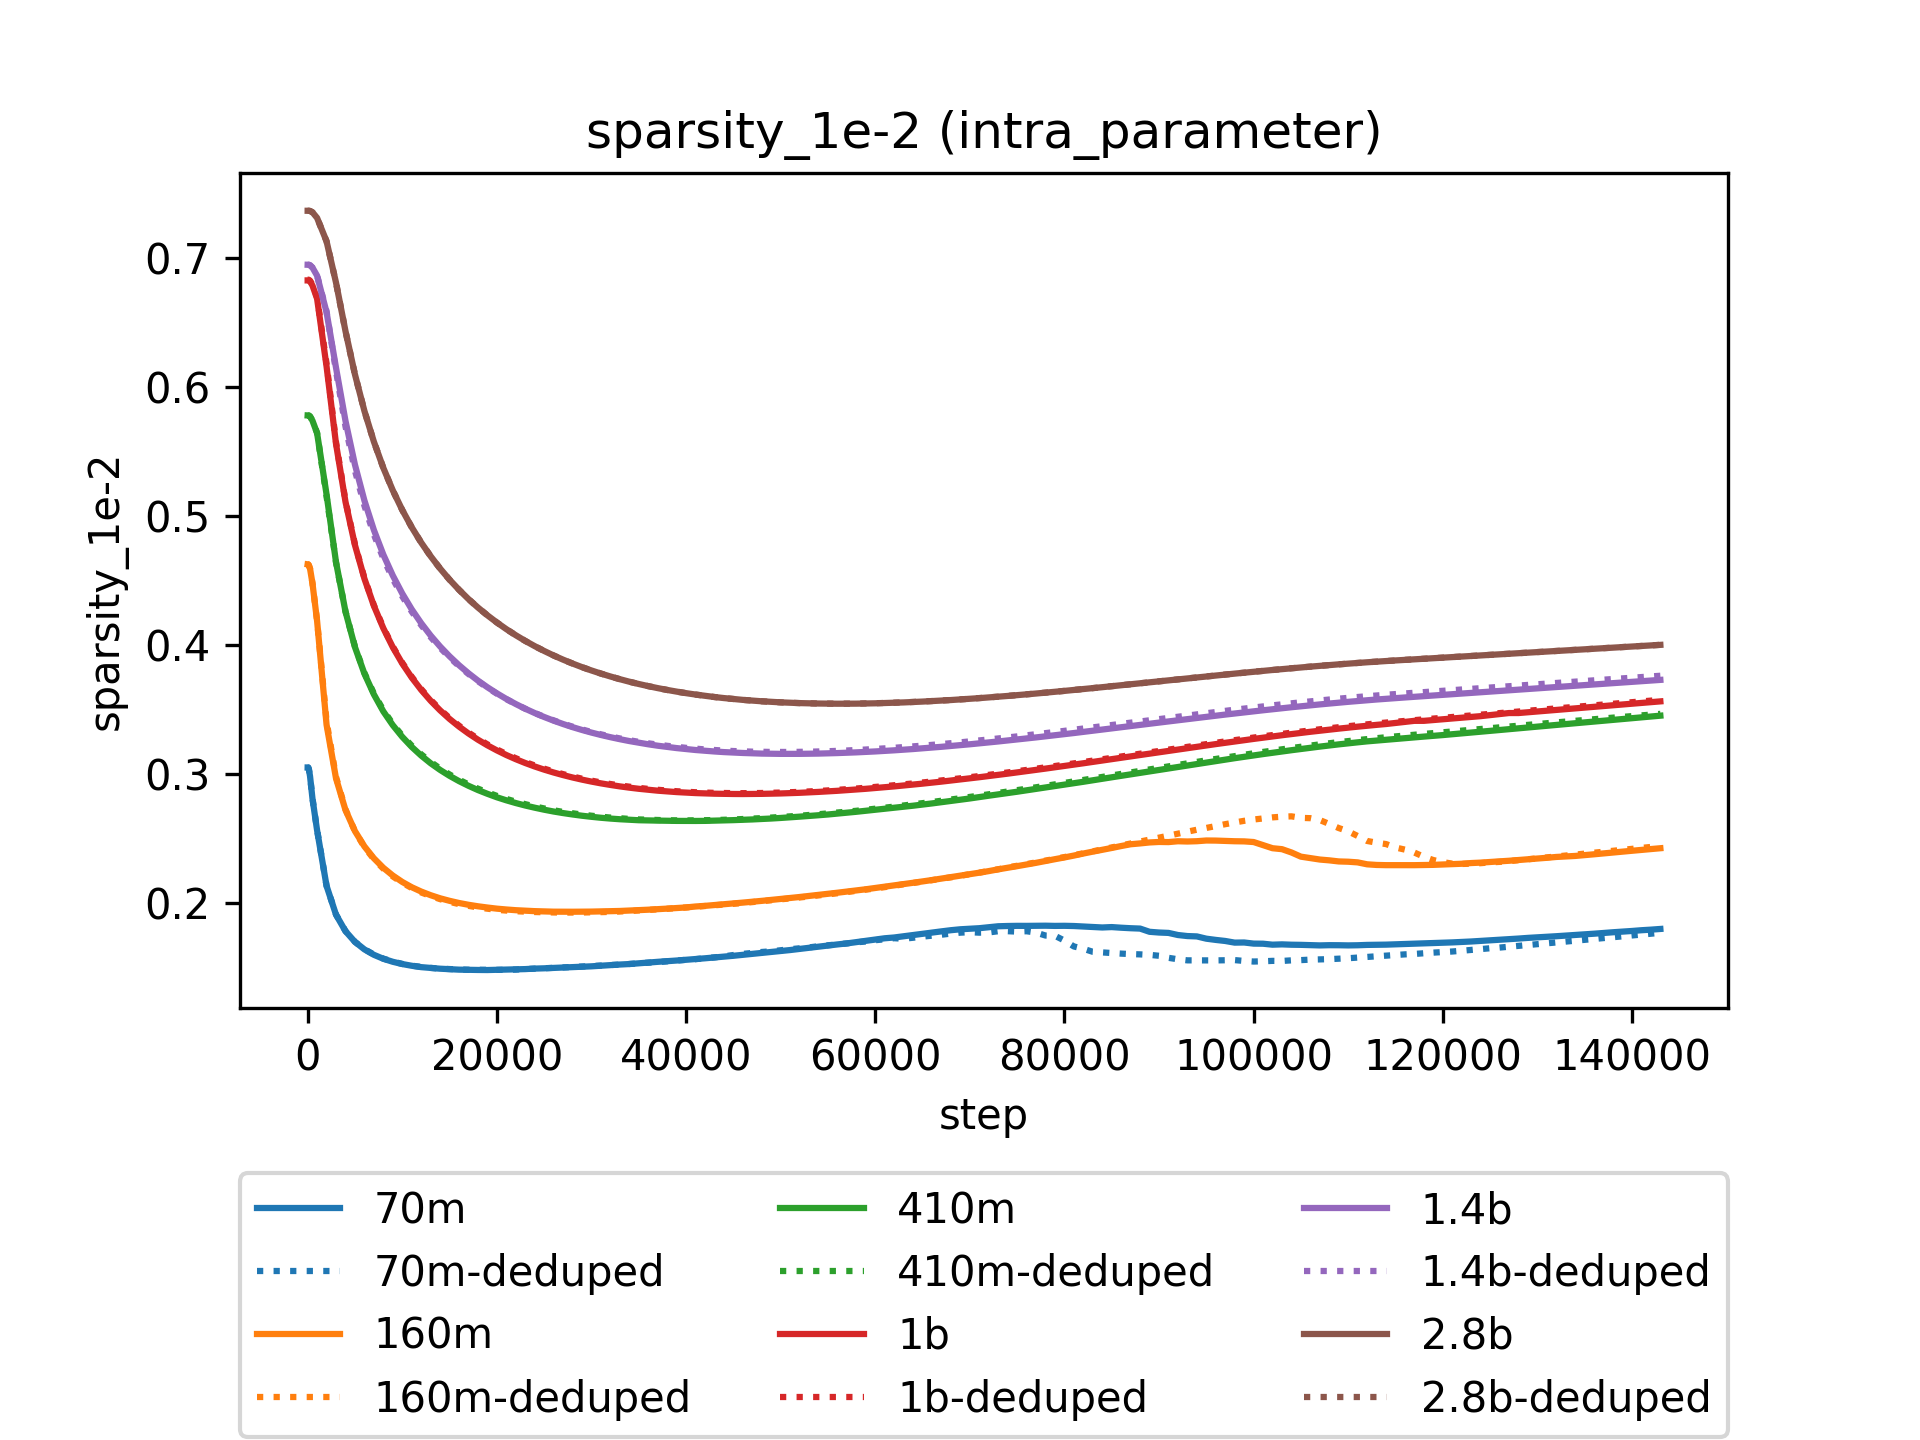 sparsity_1e-2 (intra_parameter)
sparsity_1e-2
0.7
0.6
0.5
0.4
0.3
0.2
0 20000 40000 60000 80000 100000 120000 140000
step
70m 410m 1.4b
70m-deduped 410m-deduped 1.4b-deduped
160m 1b 2.8b
160m-deduped 1b-deduped 2.8b-deduped